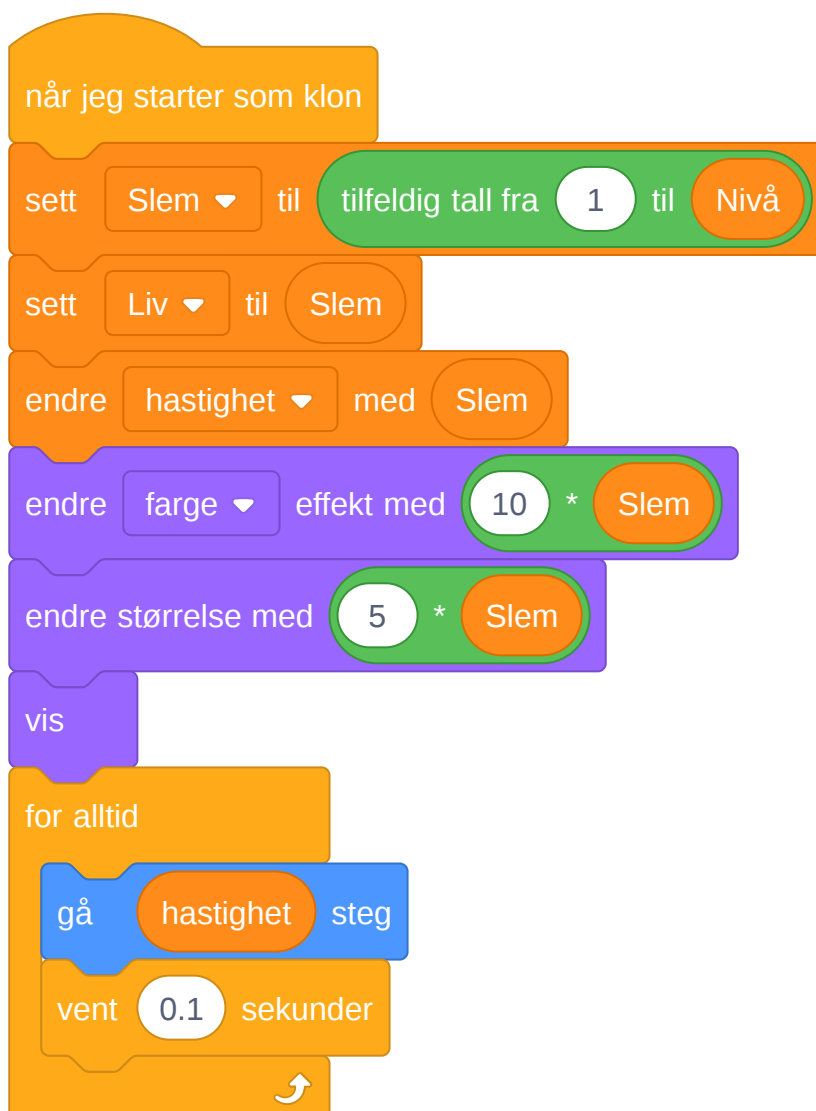 når jeg starter som klon
sett Slem til tilfeldig tall fra 1 til Nivå
sett Liv til Slem
endre hastighet med Slem
endre farge effekt med 10 * Slem
endre størrelse med 5 * Slem
vis
for alltid
gå hastighet steg
vent 0.1 sekunder